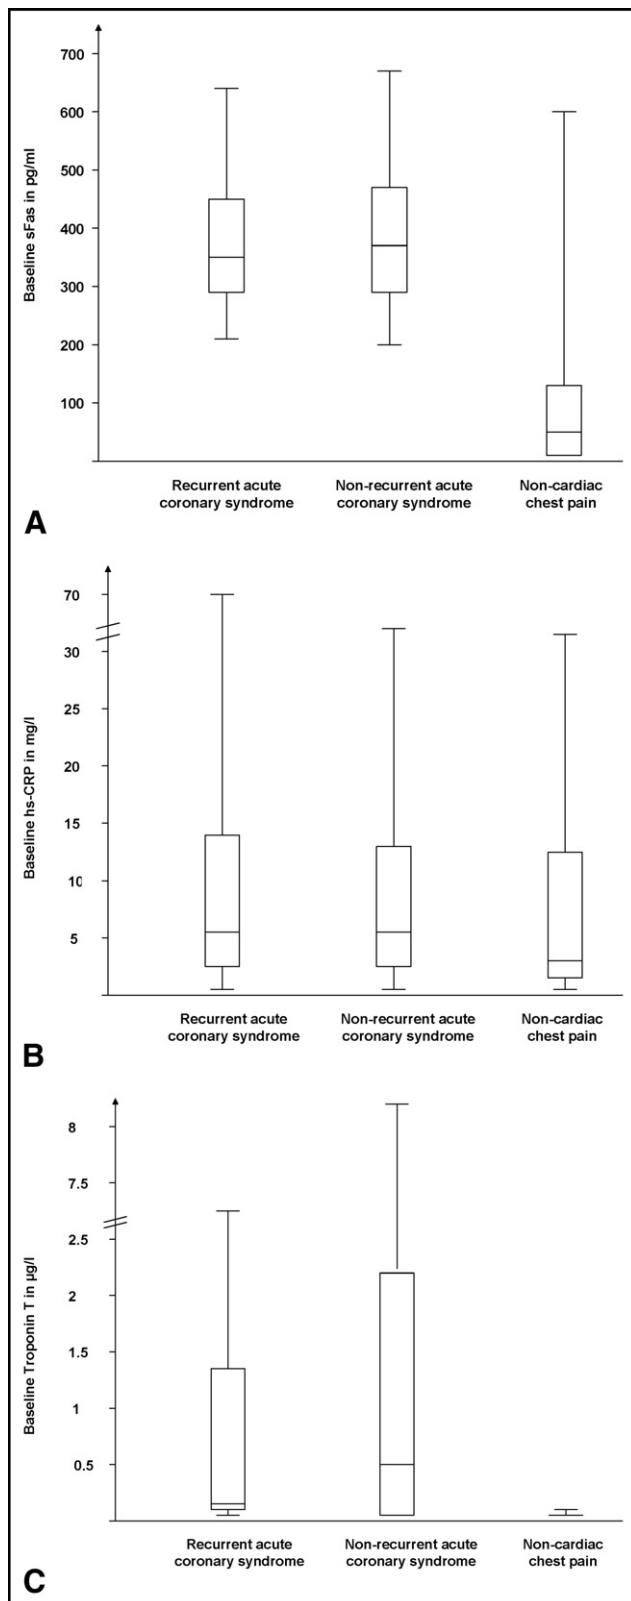 700
600
500
400
300
200
100
Baseline sFas in pg/ml
Recurrent acute
coronary syndrome
Non-recurrent acute
coronary syndrome
Non-cardiac
chest pain
A
70
30
25
20
15
10
5
Baseline hs-CRP in mg/l
Recurrent acute
coronary syndrome
Non-recurrent acute
coronary syndrome
Non-cardiac
chest pain
B
8
7.5
2.5
2
1.5
1
0.5
Baseline Troponin T in µg/l
Recurrent acute
coronary syndrome
Non-recurrent acute
coronary syndrome
Non-cardiac
chest pain
C